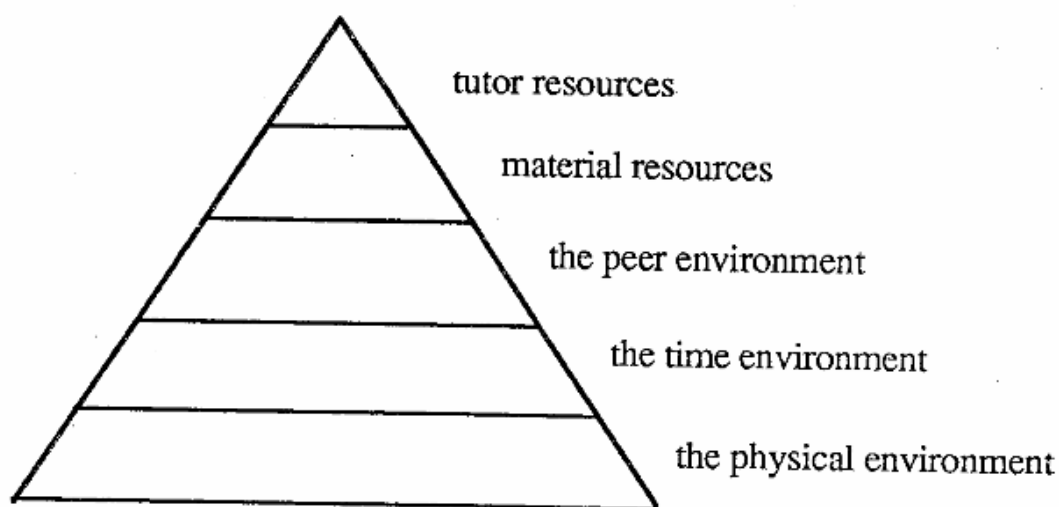 tutor resources
material resources
the peer environment
the time environment
the physical environment